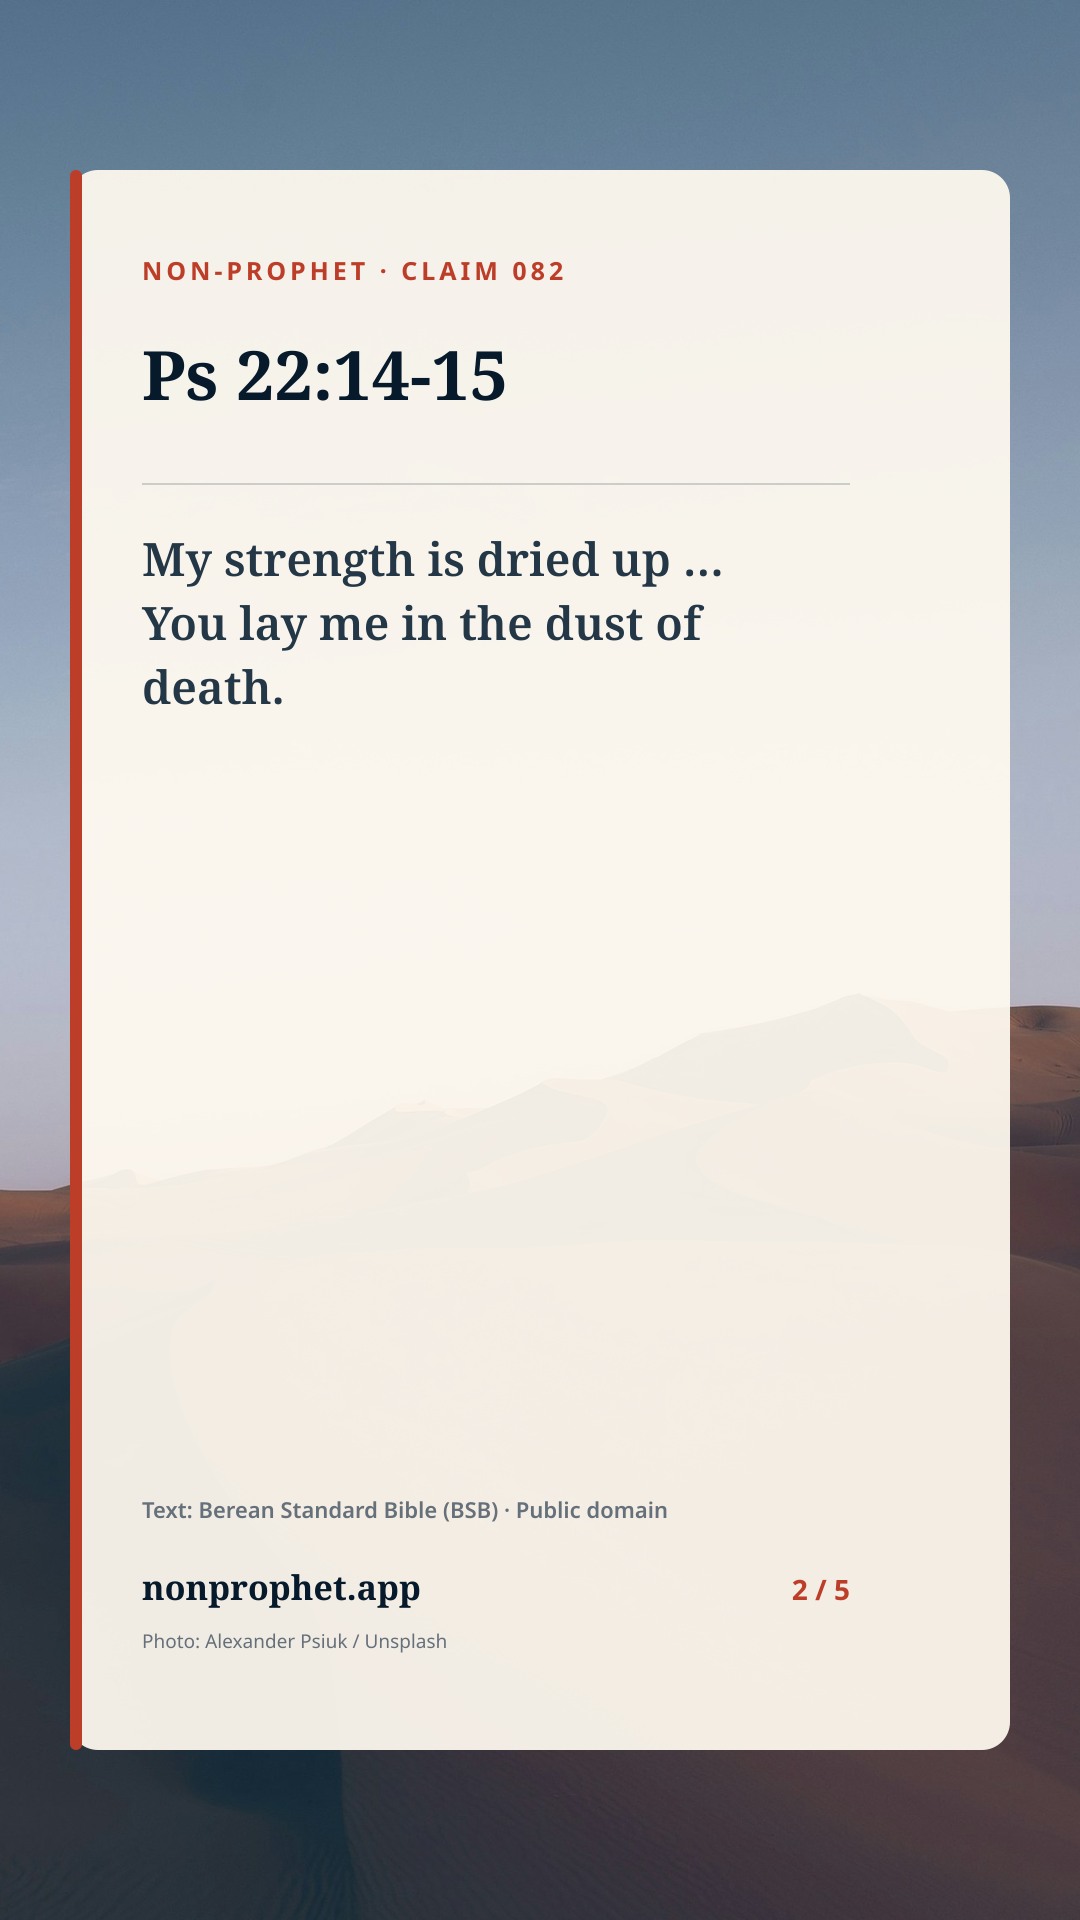 NON-PROPHET · CLAIM 082
Ps 22:14-15
My strength is dried up ...
You lay me in the dust of
death.
Text: Berean Standard Bible (BSB) · Public domain
nonprophet.app
2 / 5
Photo: Alexander Psiuk / Unsplash